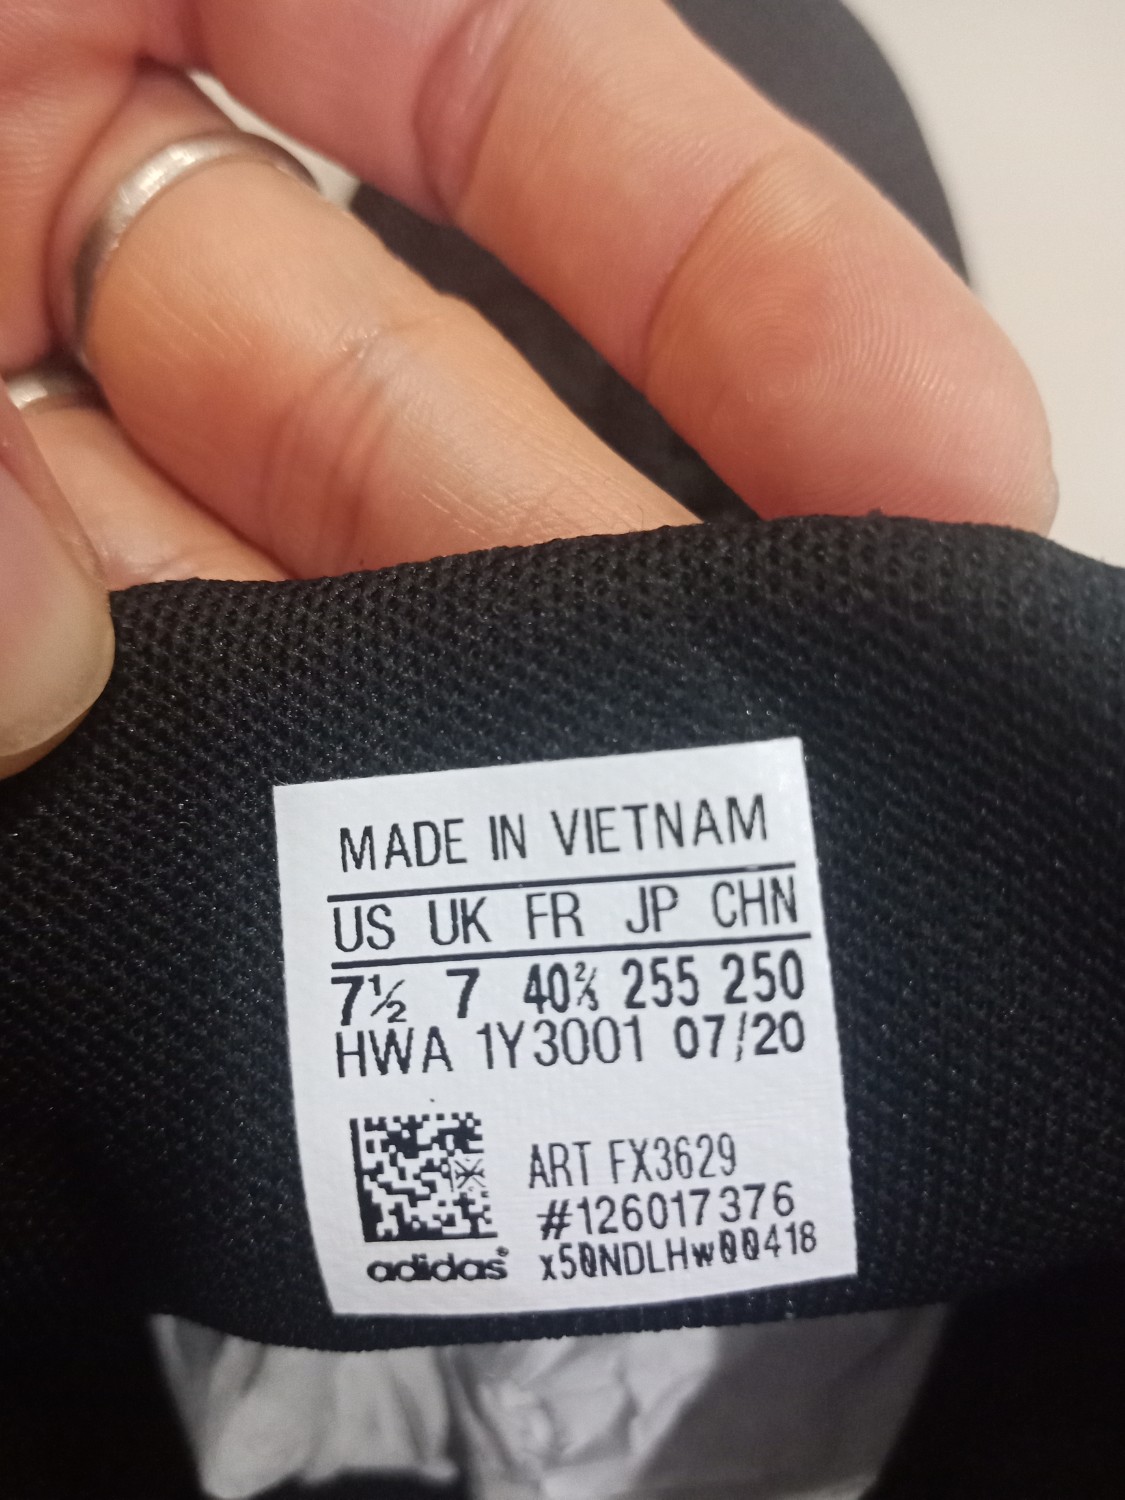 MADE IN VIETNAM
US UK FR JP CHN
7½ 7 40⅔ 255 250
HWA 1Y3001 07/20
ART FX3629
#126017376
adidas® x50NDLHw00418